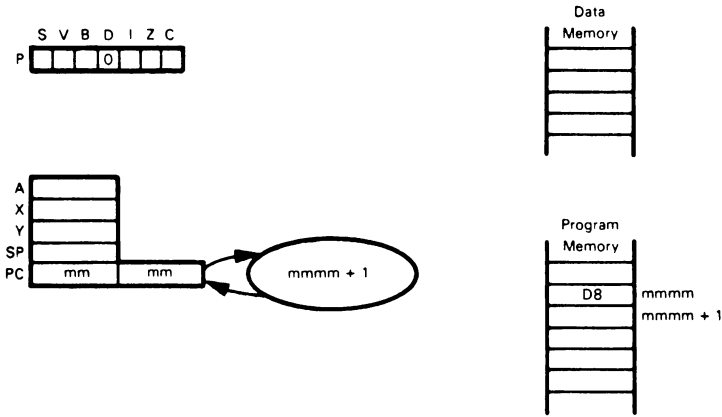 S V B D I Z C
P 0
Data
Memory
A
X
Y
SP
PC mm mm
mmmm + 1
Program
Memory
D8 mmmm
mmmm + 1